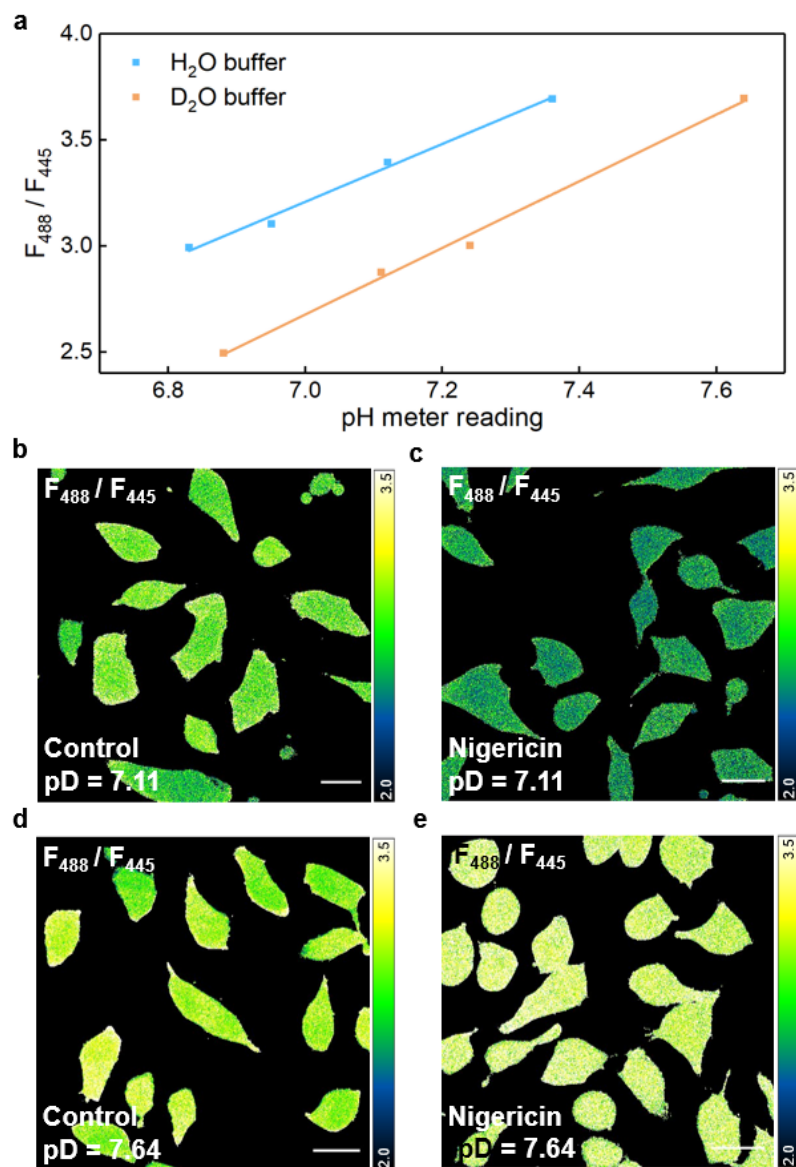 a
4.0
3.5
3.0
2.5
F₄₈₈ / F₄₄₅
H₂O buffer
D₂O buffer
6.8 7.0 7.2 7.4 7.6
pH meter reading
b
F₄₈₈ / F₄₄₅
Control
pD = 7.11
3.5
2.0
c
F₄₈₈ / F₄₄₅
Nigericin
pD = 7.11
3.5
2.0
d
F₄₈₈ / F₄₄₅
Control
pD = 7.64
3.5
2.0
e
F₄₈₈ / F₄₄₅
Nigericin
pD = 7.64
3.5
2.0